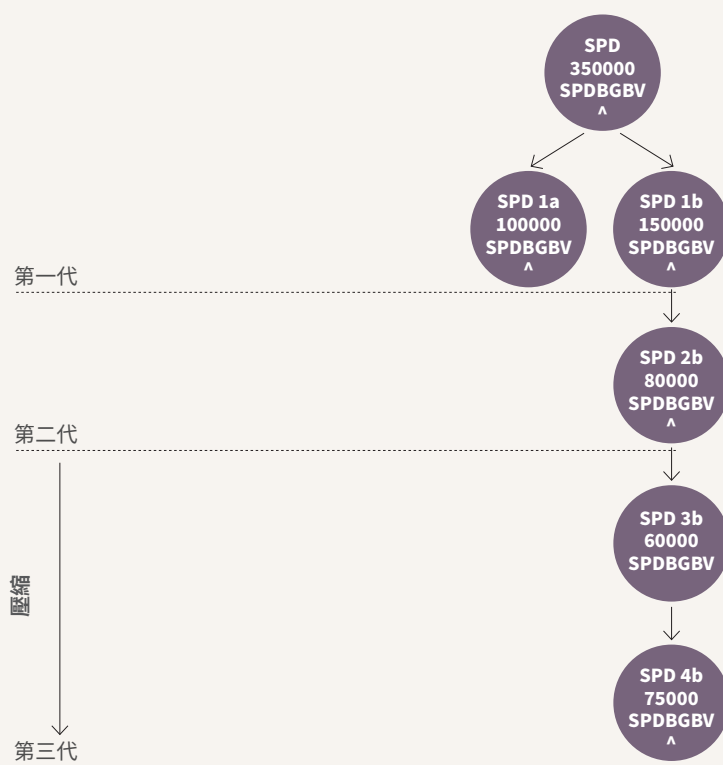 SPD
350000
SPDBGBV
^
SPD 1a
100000
SPDBGBV
^
SPD 1b
150000
SPDBGBV
^
第一代
SPD 2b
80000
SPDBGBV
^
第二代
SPD 3b
60000
SPDBGBV
壓縮
SPD 4b
75000
SPDBGBV
^
第三代